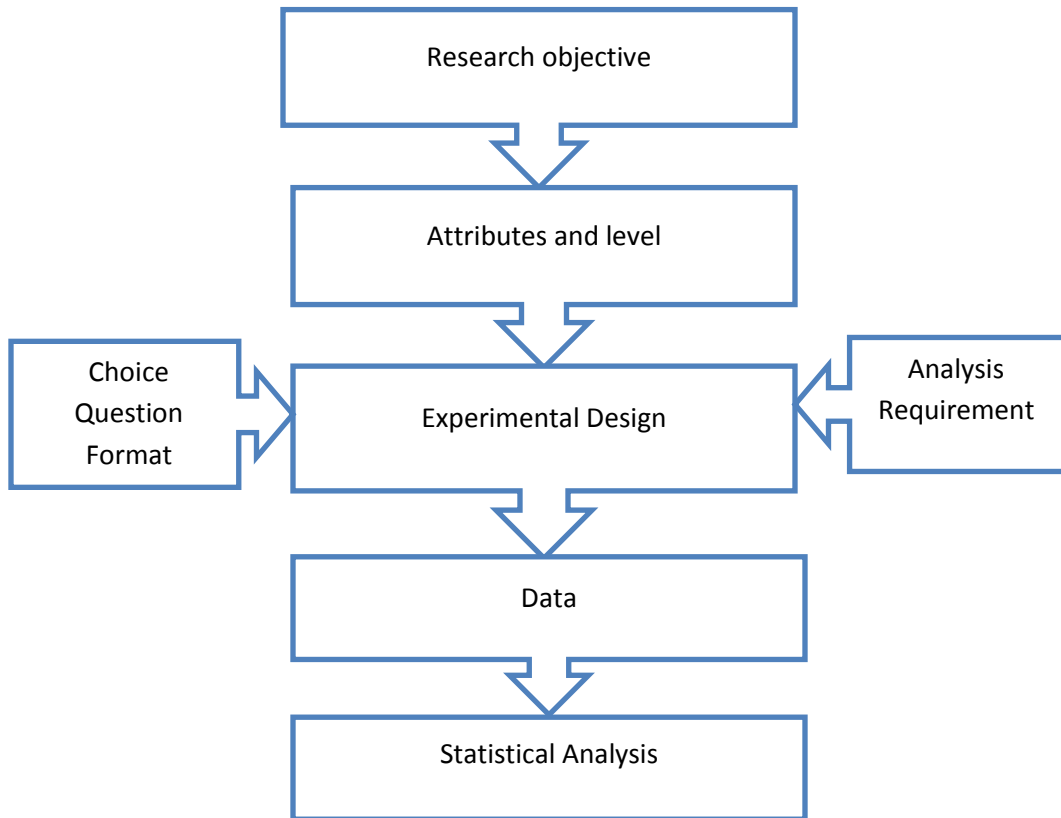 Research objective
Attributes and level
Choice
Question
Format
Experimental Design
Analysis
Requirement
Data
Statistical Analysis